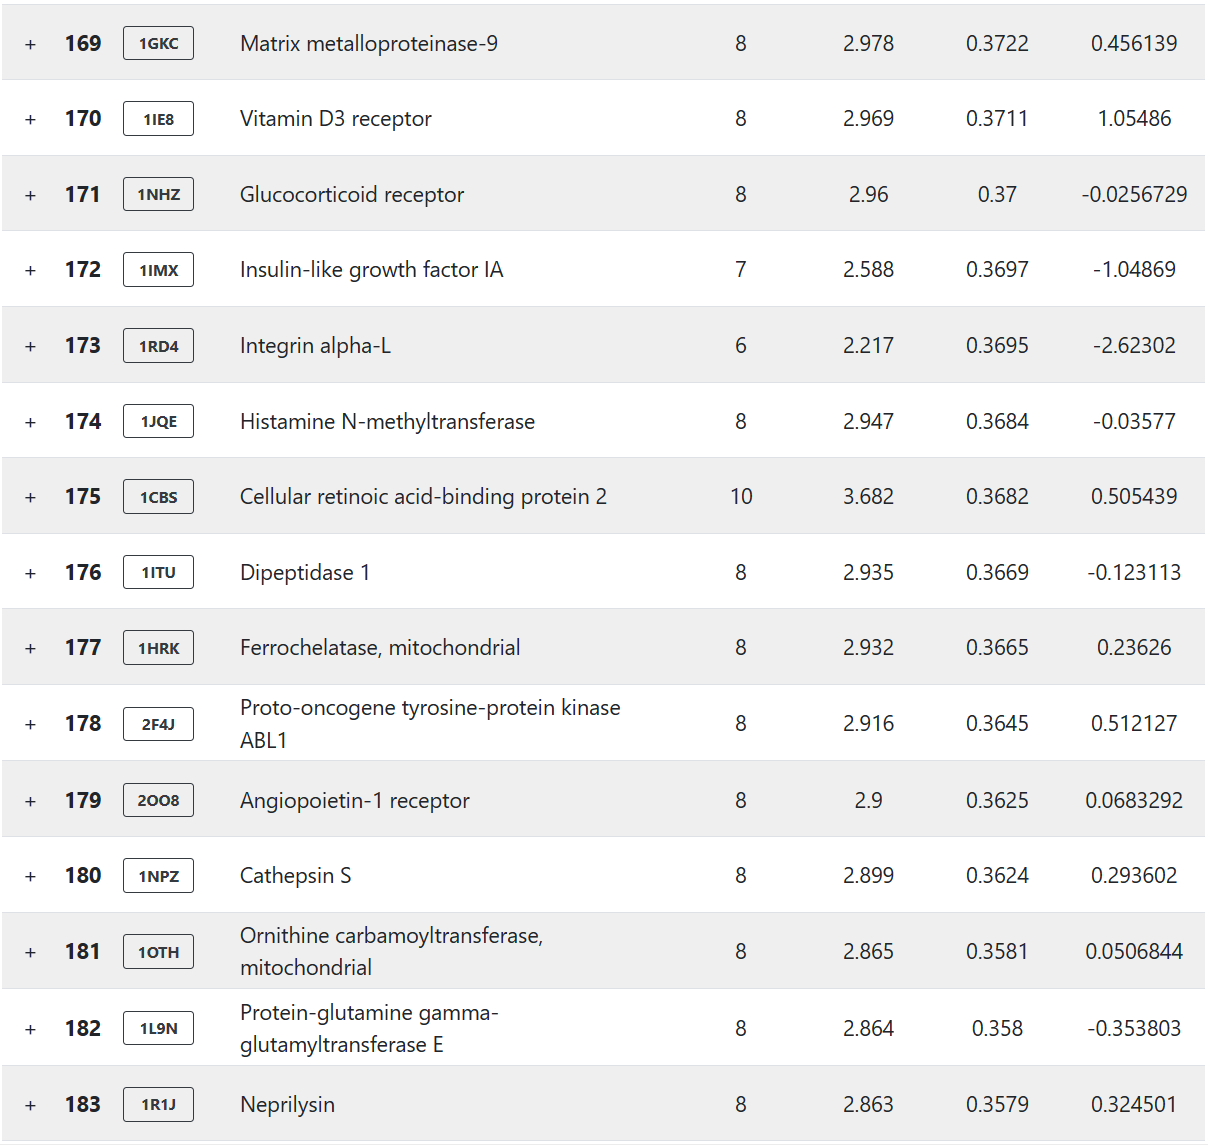 + 169 1GKC Matrix metalloproteinase-9 8 2.978 0.3722 0.456139
+ 170 1IE8 Vitamin D3 receptor 8 2.969 0.3711 1.05486
+ 171 1NHZ Glucocorticoid receptor 8 2.96 0.37 -0.0256729
+ 172 1IMX Insulin-like growth factor IA 7 2.588 0.3697 -1.04869
+ 173 1RD4 Integrin alpha-L 6 2.217 0.3695 -2.62302
+ 174 1JQE Histamine N-methyltransferase 8 2.947 0.3684 -0.03577
+ 175 1CBS Cellular retinoic acid-binding protein 2 10 3.682 0.3682 0.505439
+ 176 1ITU Dipeptidase 1 8 2.935 0.3669 -0.123113
+ 177 1HRK Ferrochelatase, mitochondrial 8 2.932 0.3665 0.23626
+ 178 2F4J Proto-oncogene tyrosine-protein kinase 8 2.916 0.3645 0.512127
ABL1
+ 179 2OO8 Angiopoietin-1 receptor 8 2.9 0.3625 0.0683292
+ 180 1NPZ Cathepsin S 8 2.899 0.3624 0.293602
+ 181 1OTH Ornithine carbamoyltransferase, 8 2.865 0.3581 0.0506844
mitochondrial
+ 182 1L9N Protein-glutamine gamma- 8 2.864 0.358 -0.353803
glutamyltransferase E
+ 183 1R1J Neprilysin 8 2.863 0.3579 0.324501